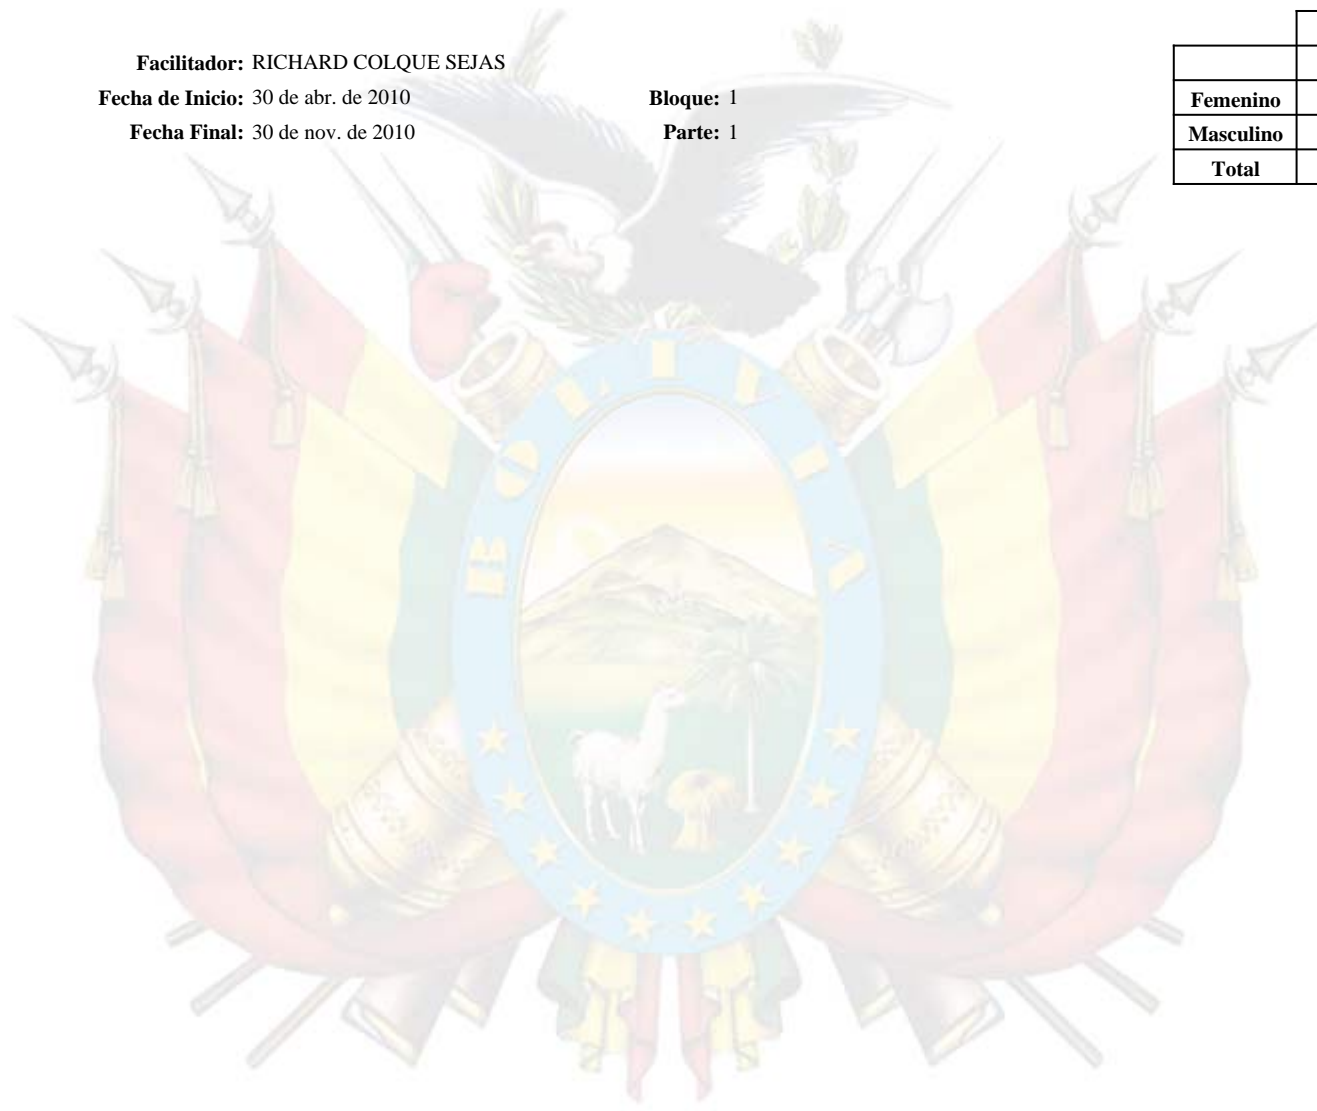 Facilitador: RICHARD COLQUE SEJAS
Fecha de Inicio: 30 de abr. de 2010 Bloque: 1
Fecha Final: 30 de nov. de 2010 Parte: 1
Femenino
Masculino
Total
BOLIVIA